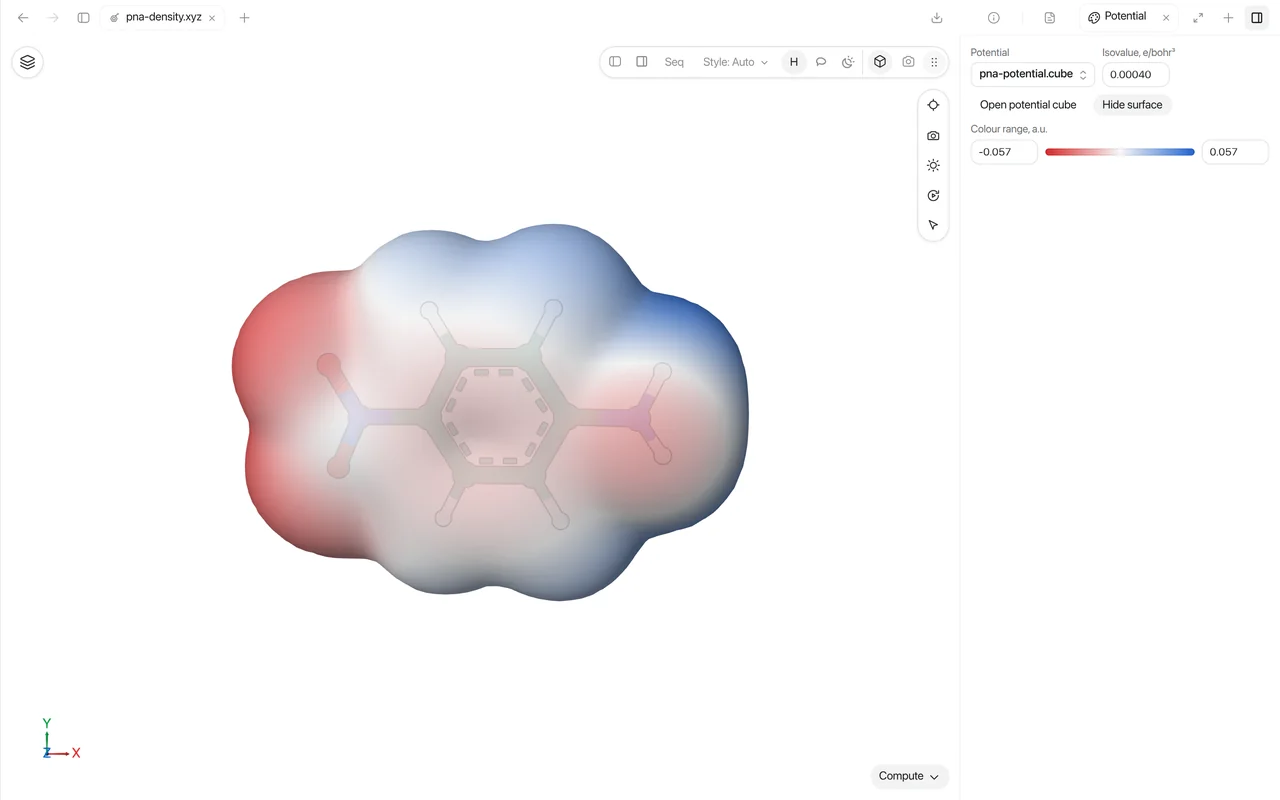 pna-density.xyz
Potential
Seq
Style: Auto
H
Potential
Isovalue, e/bohr³
pna-potential.cube
0.00040
Open potential cube
Hide surface
Colour range, a.u.
-0.057
0.057
Y
Z
X
Compute